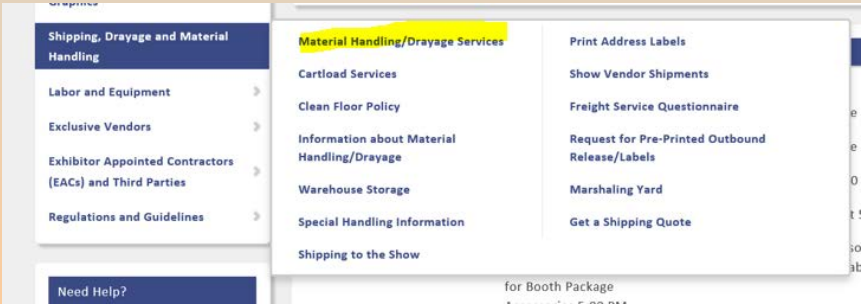 Graphics
Shipping, Drayage and Material
Handling
Labor and Equipment
Exclusive Vendors
Exhibitor Appointed Contractors
(EACs) and Third Parties
Regulations and Guidelines
Need Help?
Material Handling/Drayage Services
Cartload Services
Clean Floor Policy
Information about Material
Handling/Drayage
Warehouse Storage
Special Handling Information
Shipping to the Show
Print Address Labels
Show Vendor Shipments
Freight Service Questionnaire
Request for Pre-Printed Outbound
Release/Labels
Marshaling Yard
Get a Shipping Quote
for Booth Package